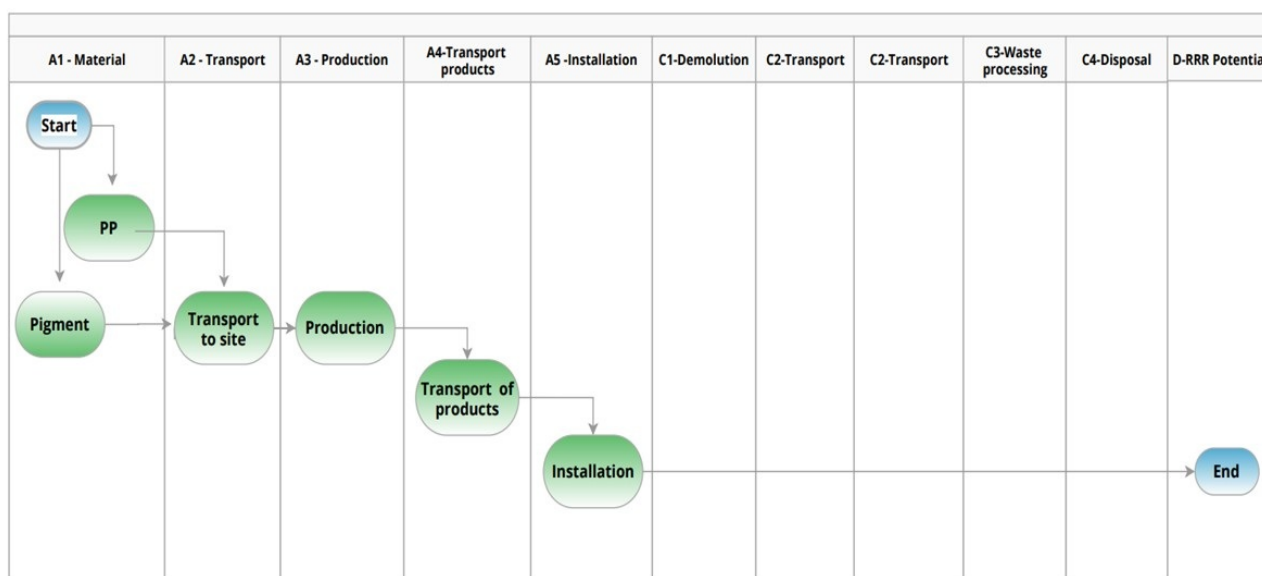 A1 - Material
A2 - Transport
A3 - Production
A4-Transport
products
A5 -Installation
C1-Demolution
C2-Transport
C2-Transport
C3-Waste
processing
C4-Disposal
D-RRR Potentia
Start
PP
Pigment
Transport
to site
Production
Transport of
products
Installation
End